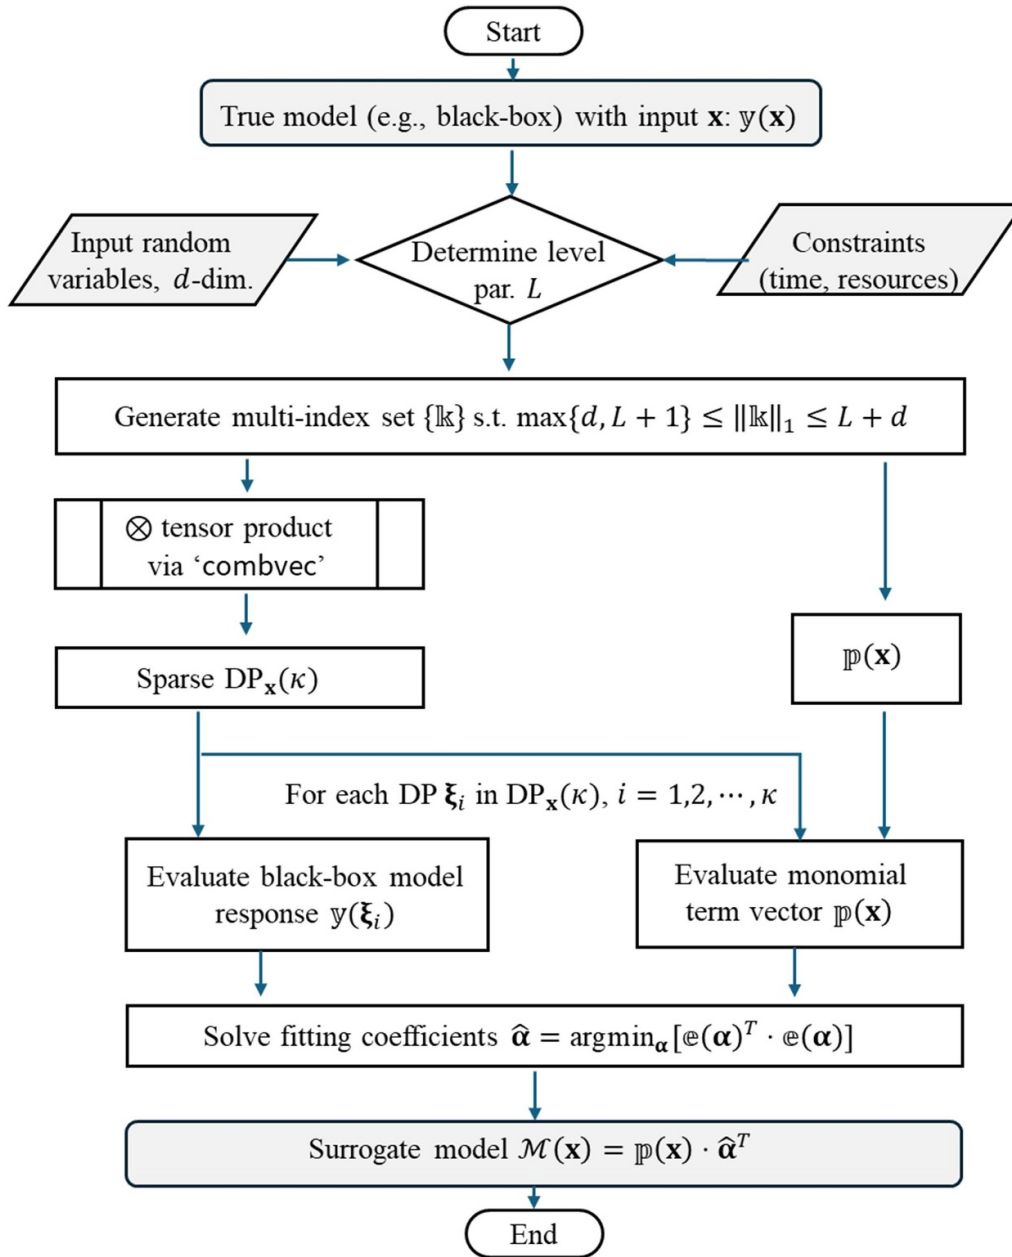 Start
True model (e.g., black-box) with input 𝐱: 𝕪(𝐱)
Input random
variables, 𝑑-dim.
Determine level
par. 𝐿
Constraints
(time, resources)
Generate multi-index set {𝕜} s.t. max{𝑑, 𝐿 + 1} ≤ ‖𝕜‖₁ ≤ 𝐿 + 𝑑
⊗ tensor product
via ‘combvec’
Sparse DP𝐱(𝜅)
𝕡(𝐱)
For each DP 𝛏ᵢ in DP𝐱(𝜅), 𝑖 = 1,2, ⋯ , 𝜅
Evaluate black-box model
response 𝕪(𝛏ᵢ)
Evaluate monomial
term vector 𝕡(𝐱)
Solve fitting coefficients 𝛂̂ = argmin𝛂[𝕖(𝛂)ᵀ · 𝕖(𝛂)]
Surrogate model ℳ(𝐱) = 𝕡(𝐱) · 𝛂̂ᵀ
End